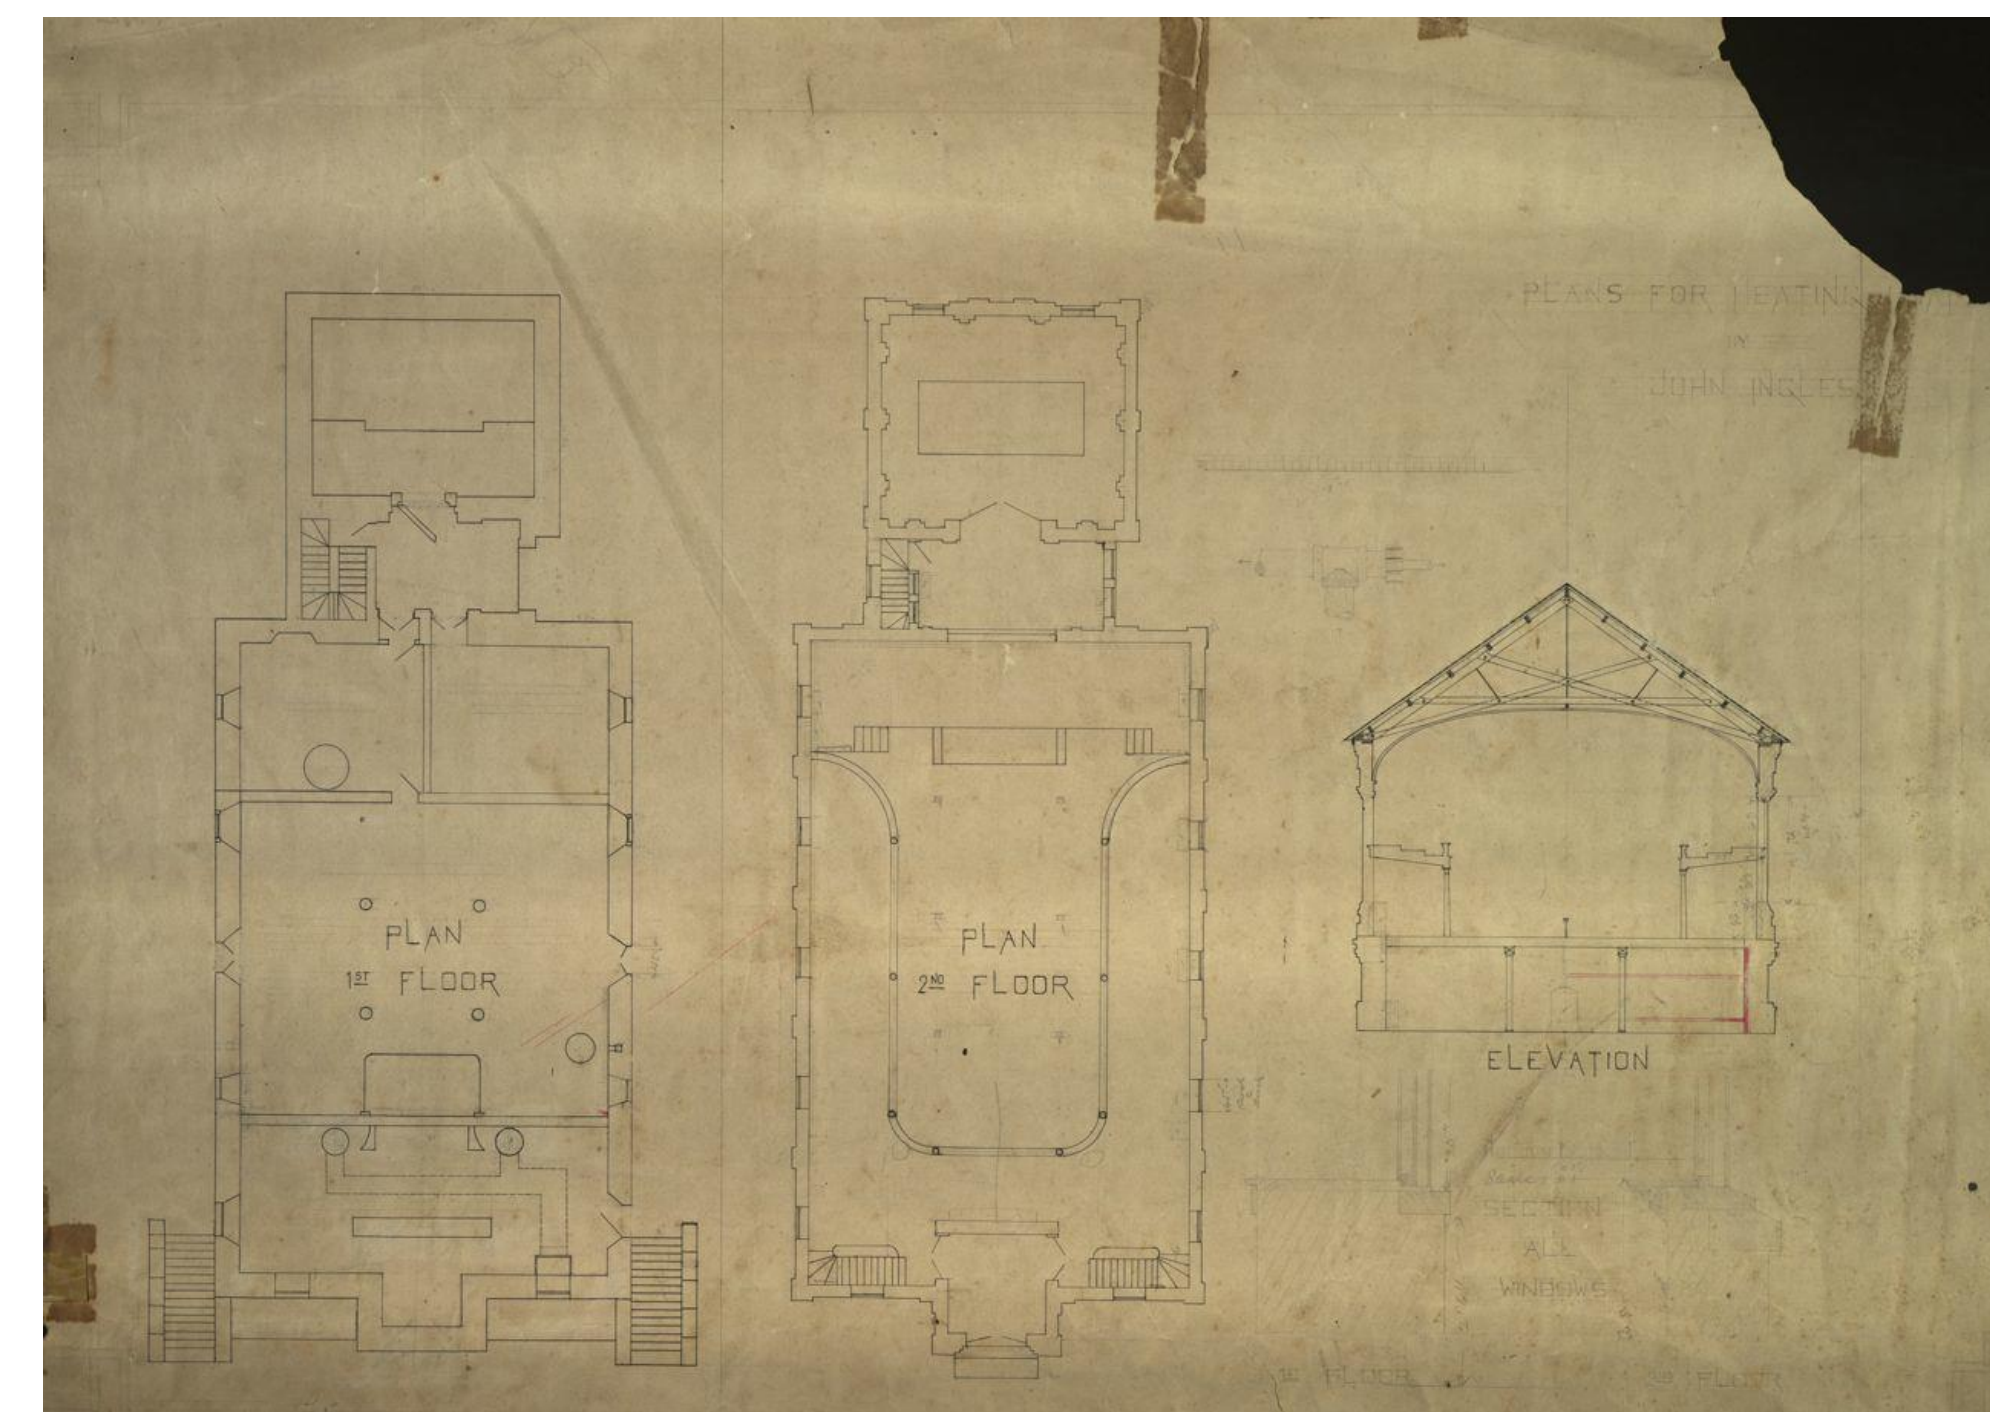 PLANS FOR HEATING
BY
JOHN INGLES
PLAN
1ST FLOOR
PLAN
2ND FLOOR
ELEVATION
SECTION
ALL
WINDOWS
FLOOR
FLOOR